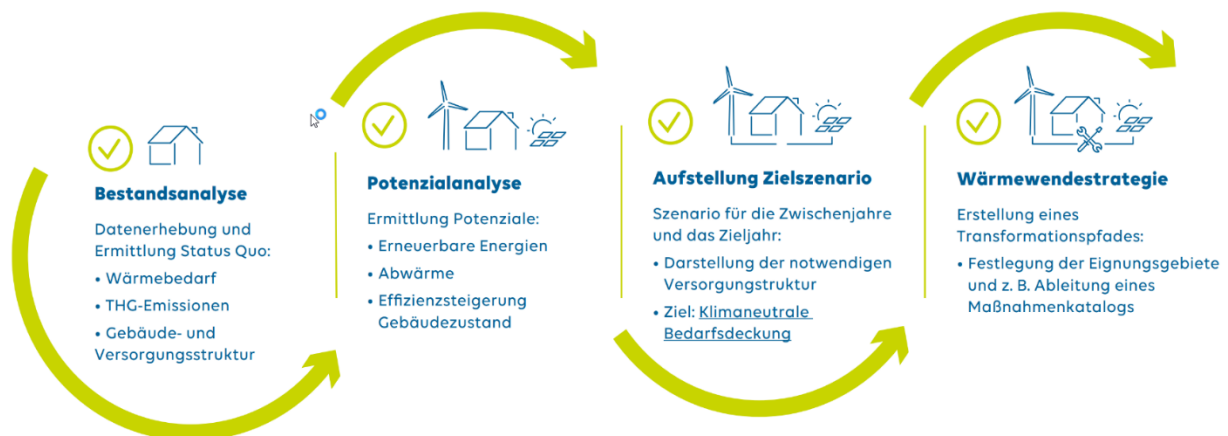 Bestandsanalyse
Datenerhebung und
Ermittlung Status Quo:
• Wärmebedarf
• THG-Emissionen
• Gebäude- und
Versorgungsstruktur
Potenzialanalyse
Ermittlung Potenziale:
• Erneuerbare Energien
• Abwärme
• Effizienzsteigerung
Gebäudezustand
Aufstellung Zielszenario
Szenario für die Zwischenjahre
und das Zieljahr:
• Darstellung der notwendigen
Versorgungstruktur
• Ziel: Klimaneutrale
Bedarfsdeckung
Wärmewendestrategie
Erstellung eines
Transformationspfades:
• Festlegung der Eignungsgebiete
und z. B. Ableitung eines
Maßnahmenkatalogs